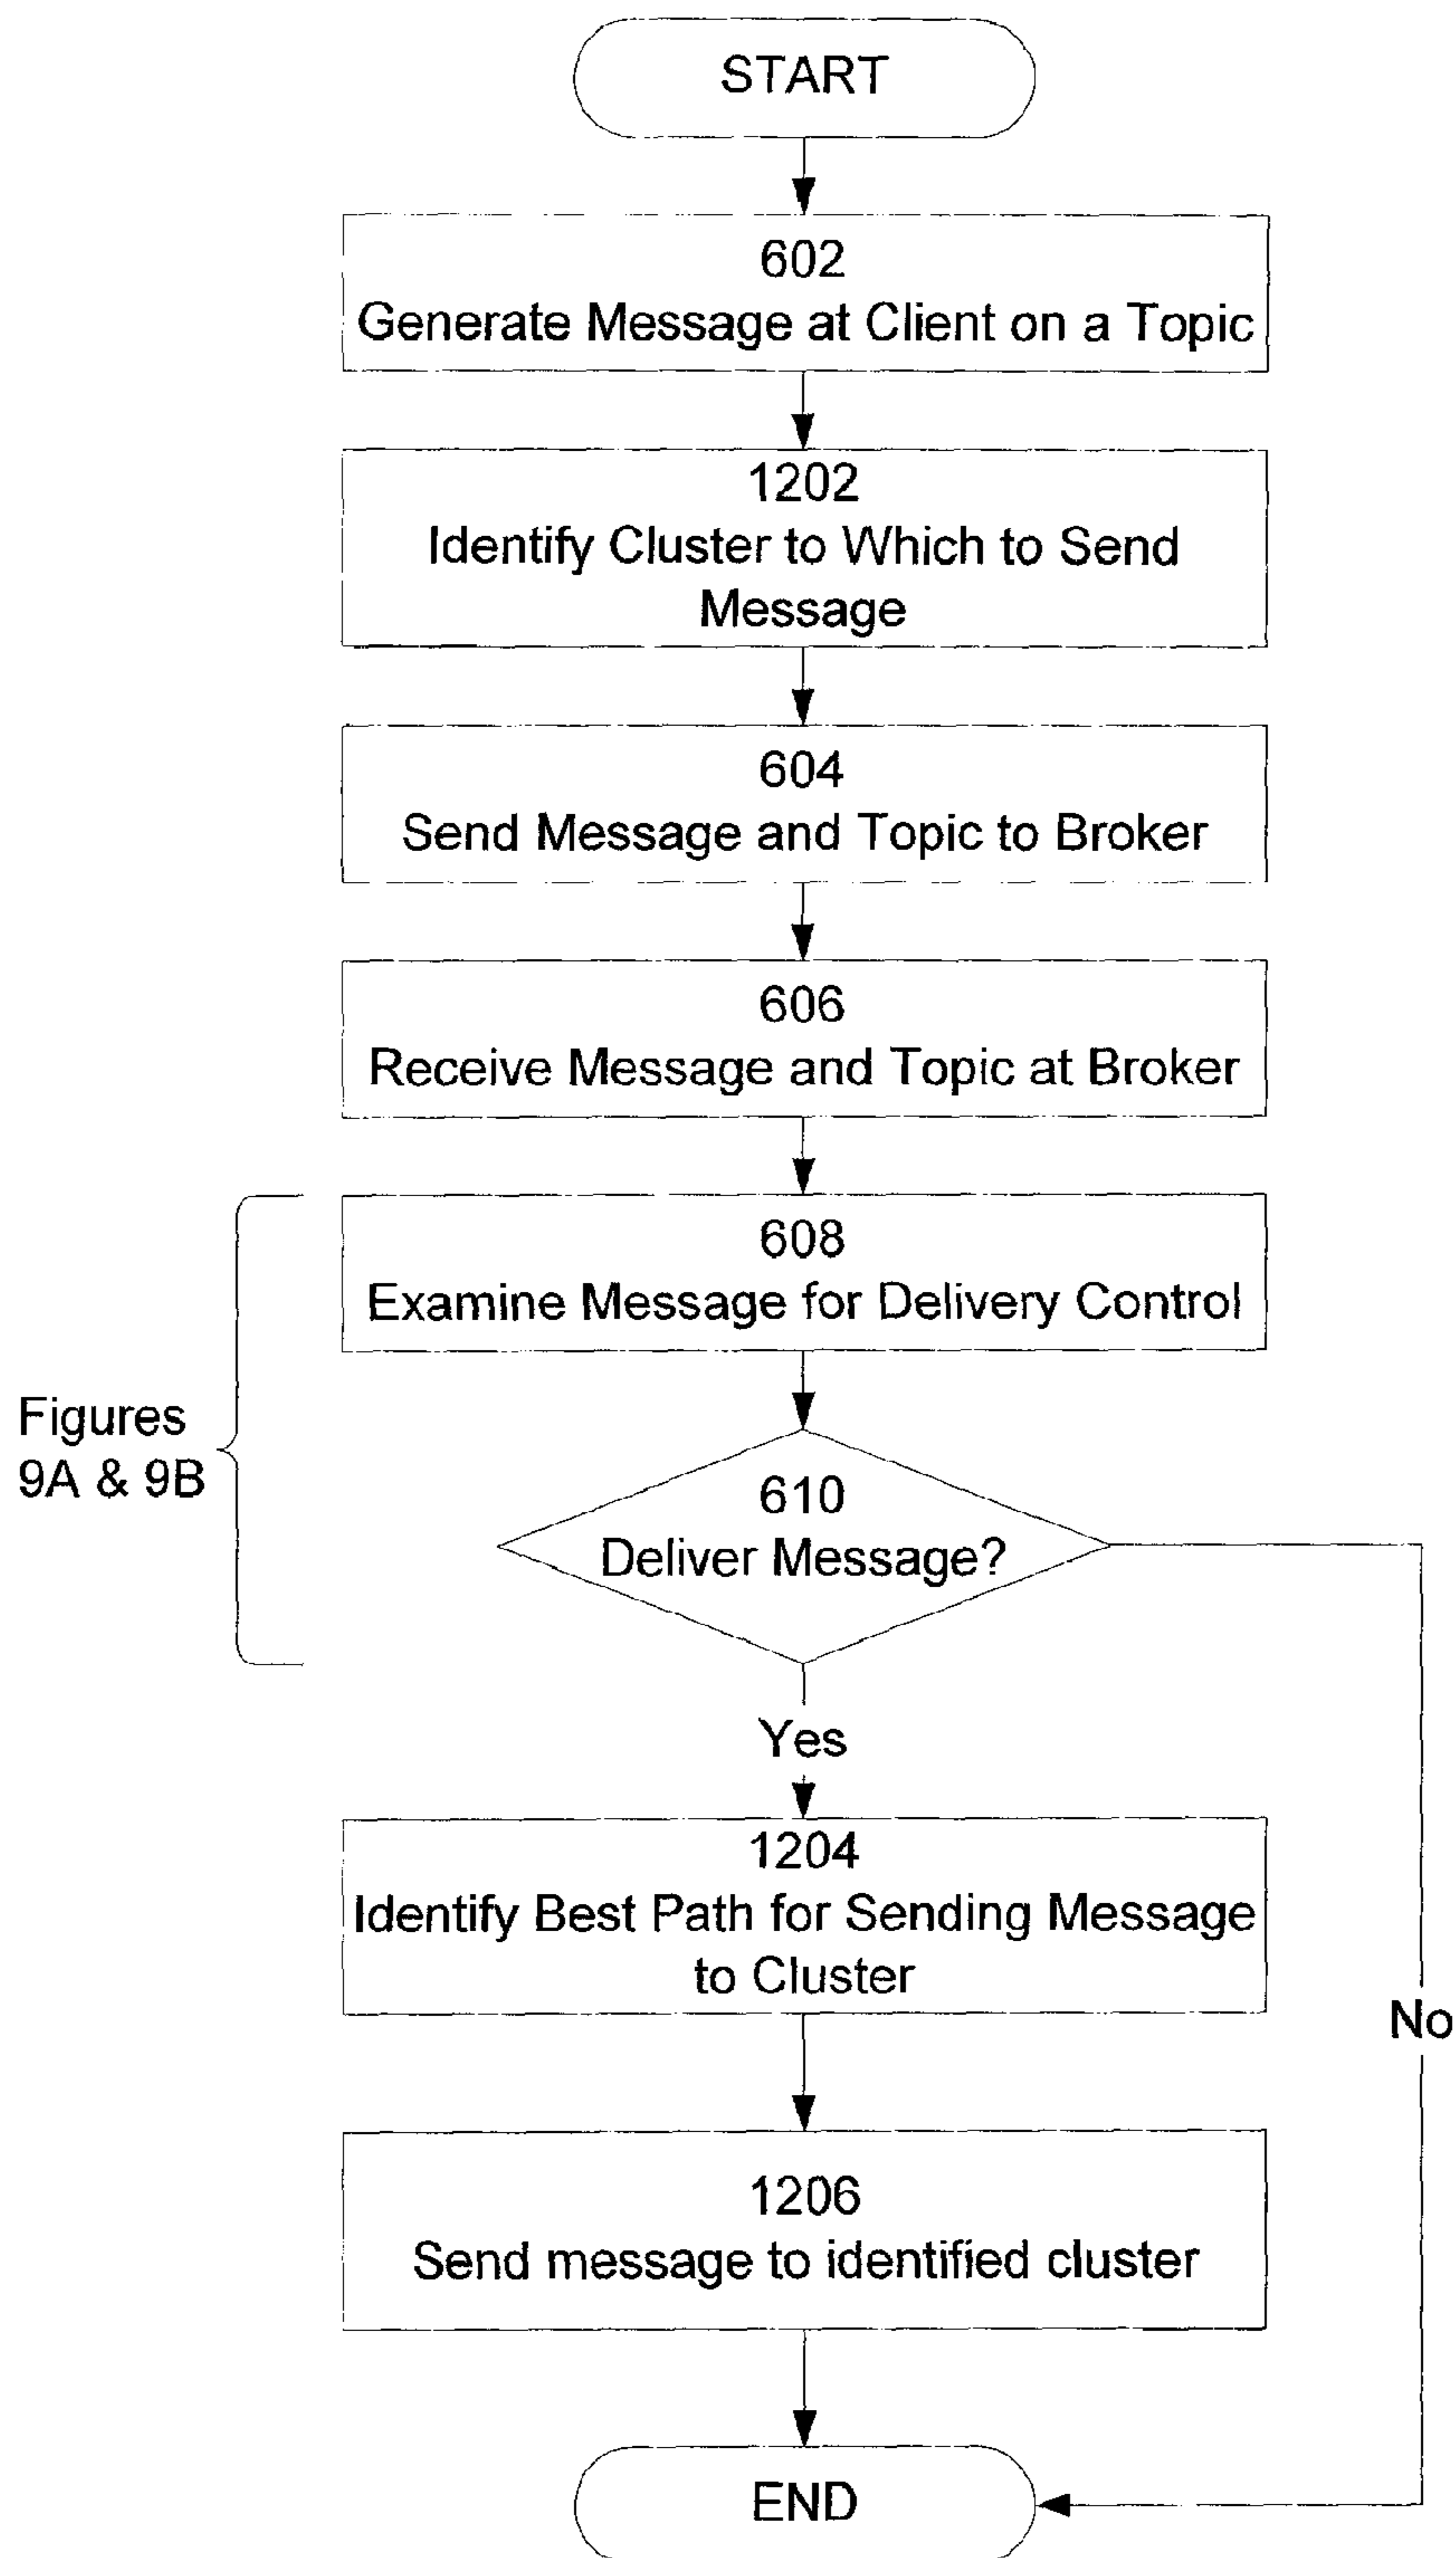 START
602
Generate Message at Client on a Topic
1202
Identify Cluster to Which to Send
Message
604
Send Message and Topic to Broker
606
Receive Message and Topic at Broker
608
Examine Message for Delivery Control
Figures
9A & 9B
610
Deliver Message?
Yes
1204
Identify Best Path for Sending Message
to Cluster
No
1206
Send message to identified cluster
END